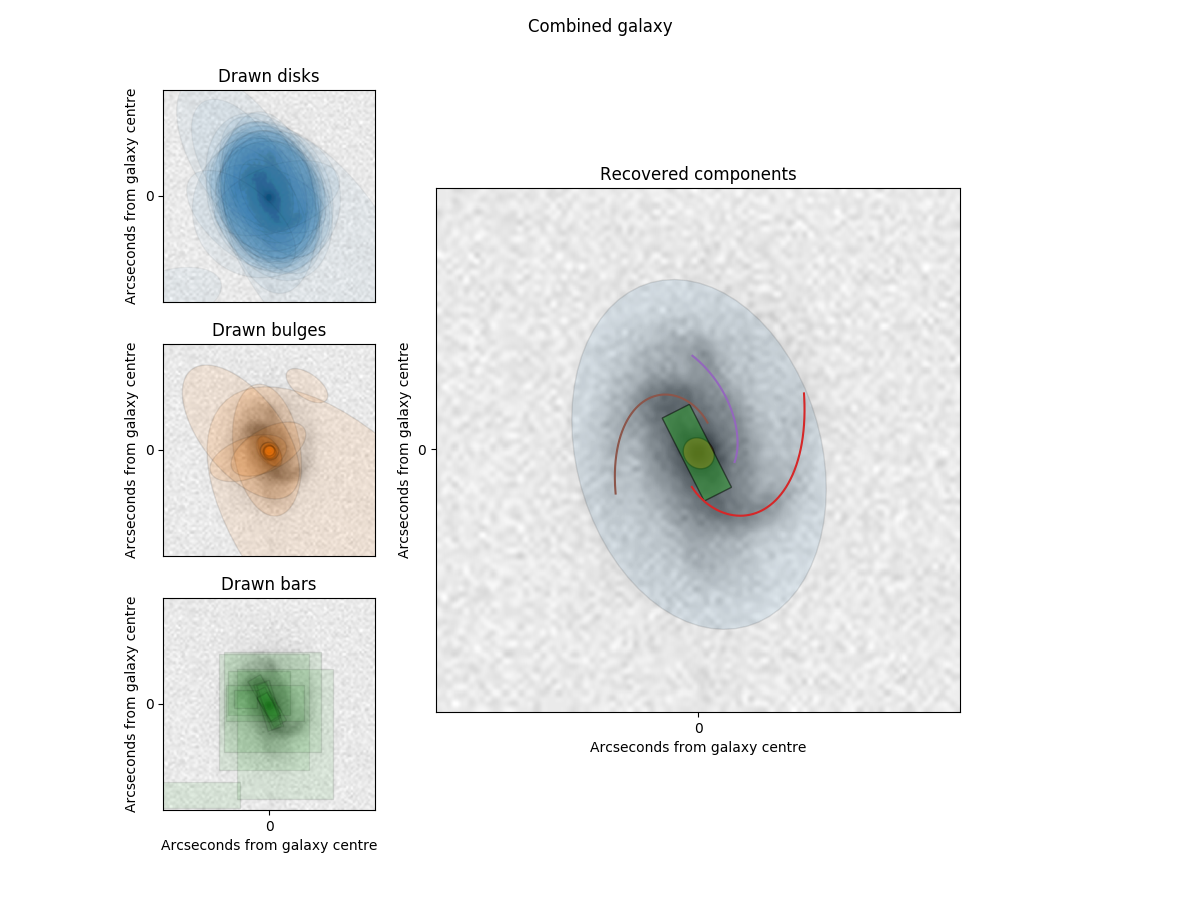 Combined galaxy
Drawn disks
Arcseconds from galaxy centre
0
Drawn bulges
Arcseconds from galaxy centre
0
Drawn bars
Arcseconds from galaxy centre
0
0
Arcseconds from galaxy centre
Recovered components
Arcseconds from galaxy centre
0
0
Arcseconds from galaxy centre